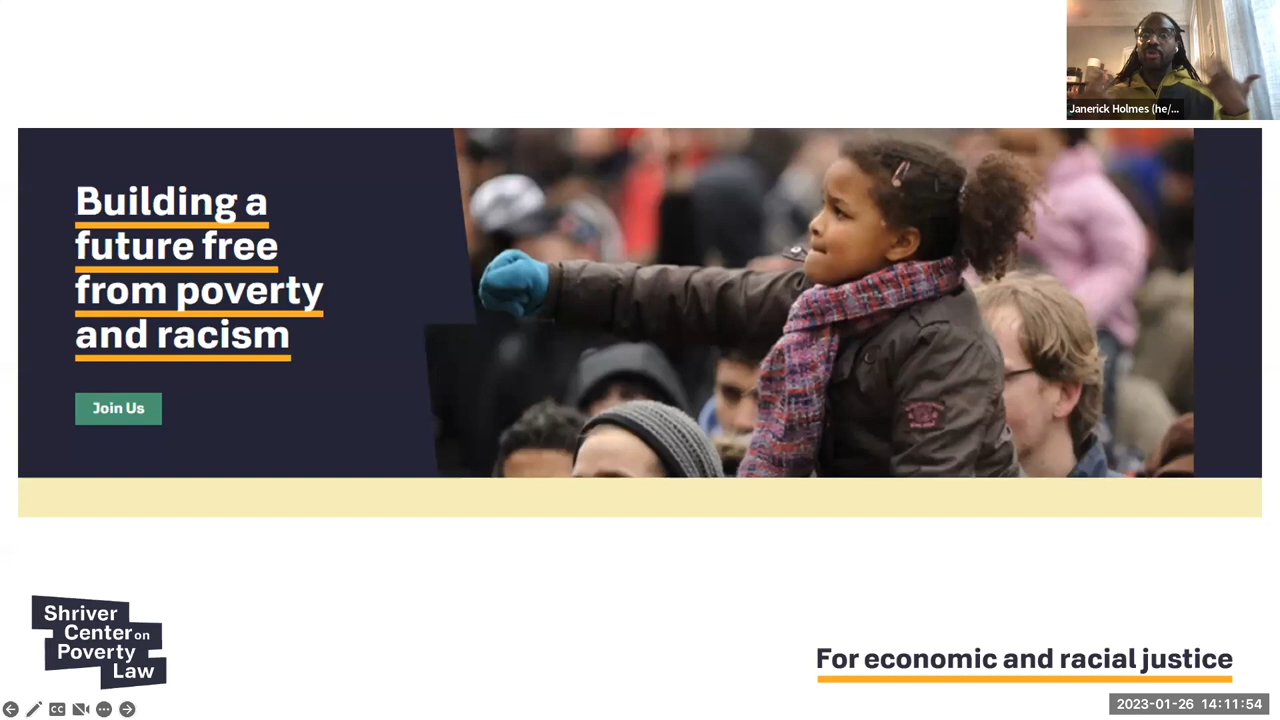 Janerick Holmes (he/...
Building a
future free
from poverty
and racism
Join Us
Shriver
Center on
Poverty
Law
For economic and racial justice
CC
2023-01-26 14:11:54